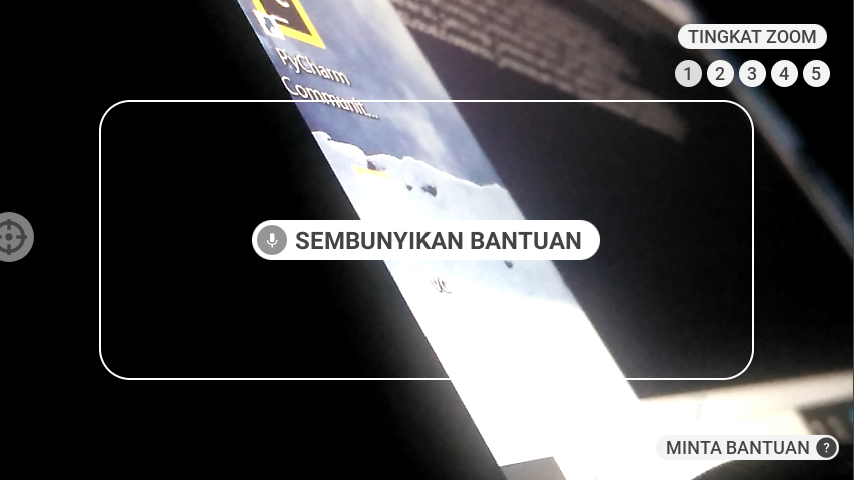 TINGKAT ZOOM
1 2 3 4 5
PyCharm
Communit...
SEMBUNYIKAN BANTUAN
MINTA BANTUAN ?